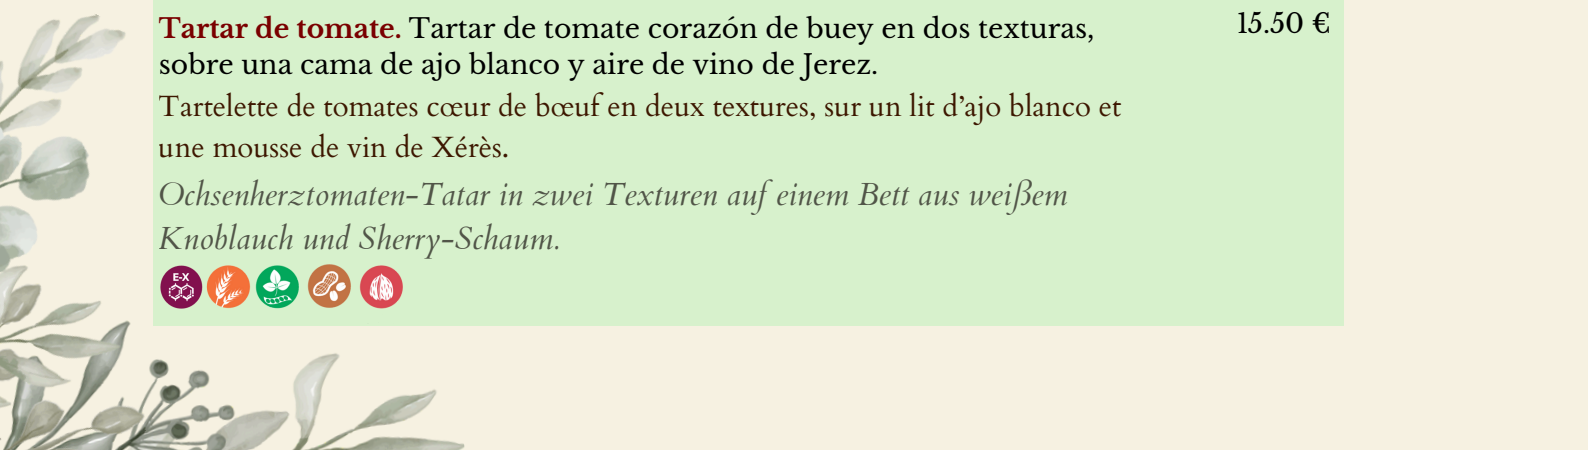 Tartar de tomate. Tartar de tomate corazón de buey en dos texturas, 15.50 €
sobre una cama de ajo blanco y aire de vino de Jerez.
Tartelette de tomates cœur de bœuf en deux textures, sur un lit d’ajo blanco et
une mousse de vin de Xérès.
Ochsenherztomaten-Tatar in zwei Texturen auf einem Bett aus weißem
Knoblauch und Sherry-Schaum.
E-X